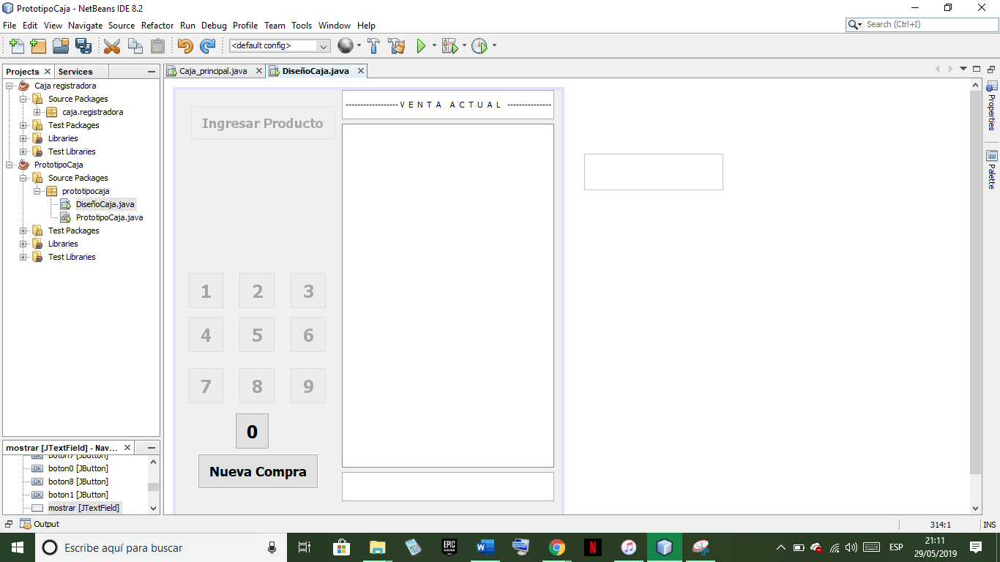 PrototipoCaja - NetBeans IDE 8.2
File Edit View Navigate Source Refactor Run Debug Profile Team Tools Window Help
Search (Ctrl+I)
<default config>
Projects
Services
Caja registradora
Source Packages
caja.registradora
Test Packages
Libraries
Test Libraries
PrototipoCaja
Source Packages
prototipocaja
DiseñoCaja.java
PrototipoCaja.java
Test Packages
Libraries
Test Libraries
mostrar [JTextField] - Nav...
boton7 [JButton]
boton0 [JButton]
boton8 [JButton]
boton1 [JButton]
mostrar [JTextField]
Caja_principal.java
DiseñoCaja.java
Ingresar Producto
------------------V E N T A A C T U A L ---------------
1 2 3
4 5 6
7 8 9
0
Nueva Compra
Properties
Palette
Output
314:1
INS
Escribe aquí para buscar
EPIC GAMES
W
N
ESP
21:11
29/05/2019